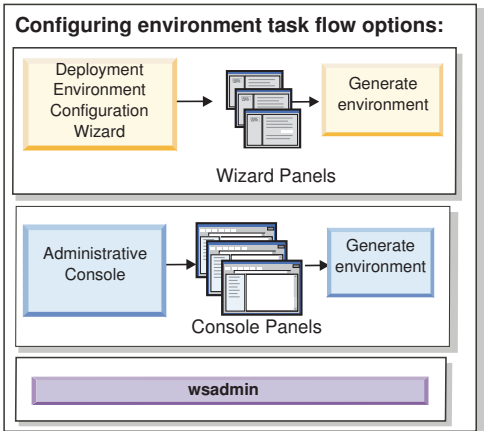 Configuring environment task flow options:
Deployment
Environment
Configuration
Wizard
Generate
environment
Wizard Panels
Administrative
Console
Generate
environment
Console Panels
wsadmin